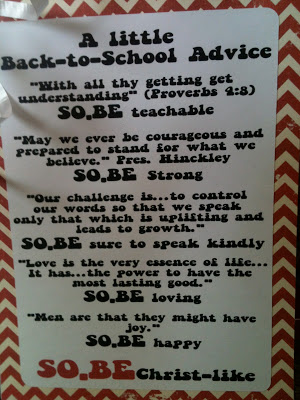 A little
Back-to-School Advice
"With all thy getting get
understanding" (Proverbs 4:8)
SO.BE teachable
"May we ever be courageous and
prepared to stand for what we
believe." Pres. Hinckley
SO.BE Strong
"Our challenge is...to control
our words so that we speak
only that which is uplifting and
leads to growth."
SO.BE sure to speak kindly
"Love is the very essence of life...
It has...the power to have the
most lasting good."
SO.BE loving
"Men are that they might have
joy."
SO.BE happy
SO.BE Christ-like